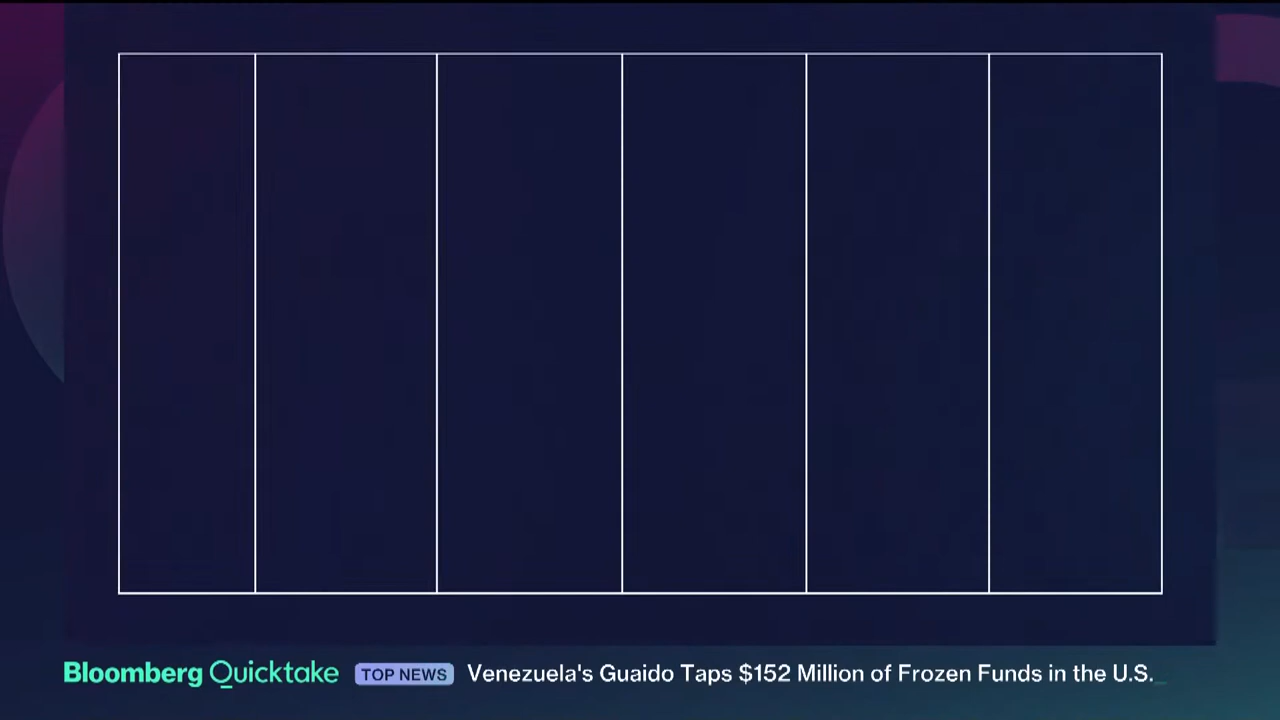 Bloomberg Quicktake TOP NEWS Venezuela's Guaido Taps $152 Million of Frozen Funds in the U.S.